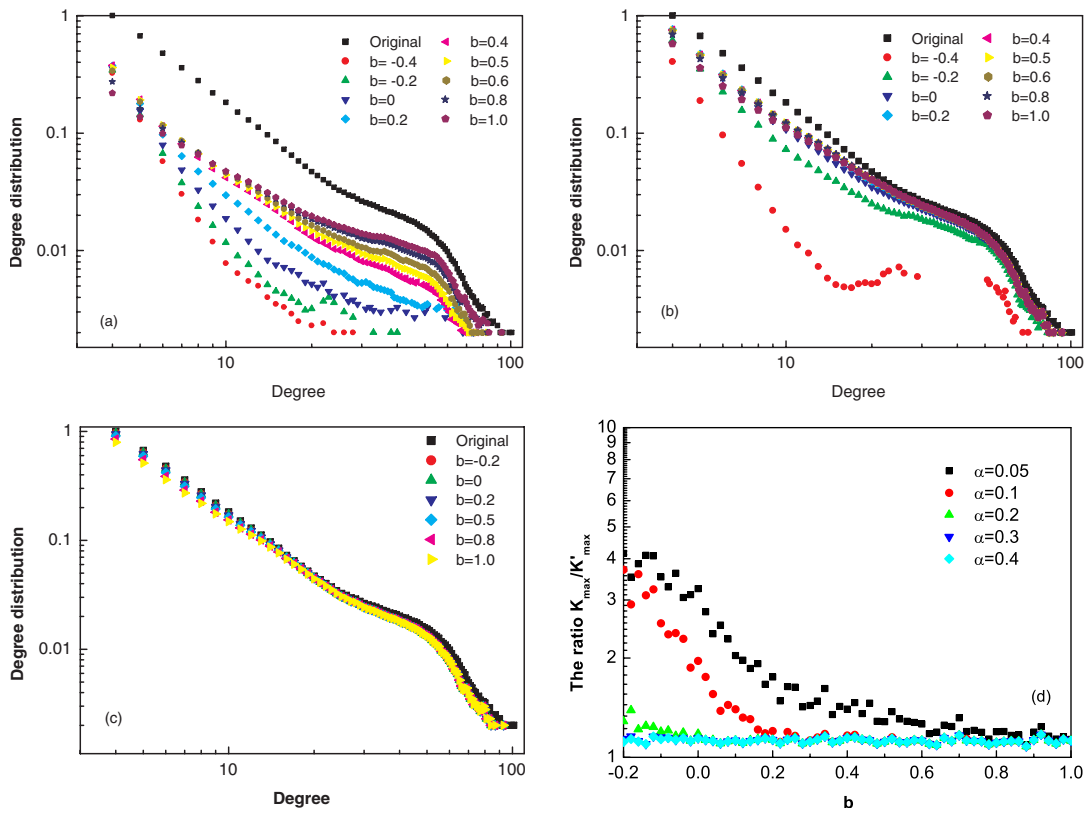 1
0.1
0.01
Degree distribution
Original
b= -0.4
b= -0.2
b=0
b=0.2
b=0.4
b=0.5
b=0.6
b=0.8
b=1.0
(a)
10
100
Degree
1
0.1
0.01
Degree distribution
Original
b= -0.4
b= -0.2
b=0
b=0.2
b=0.4
b=0.5
b=0.6
b=0.8
b=1.0
(b)
10
100
Degree
1
0.1
0.01
Degree distribution
Original
b=-0.2
b=0
b=0.2
b=0.5
b=0.8
b=1.0
(c)
10
100
Degree
10
9
8
7
6
5
4
3
2
1
The ratio Kmax/K'max
α=0.05
α=0.1
α=0.2
α=0.3
α=0.4
(d)
-0.2 0.0 0.2 0.4 0.6 0.8 1.0
b